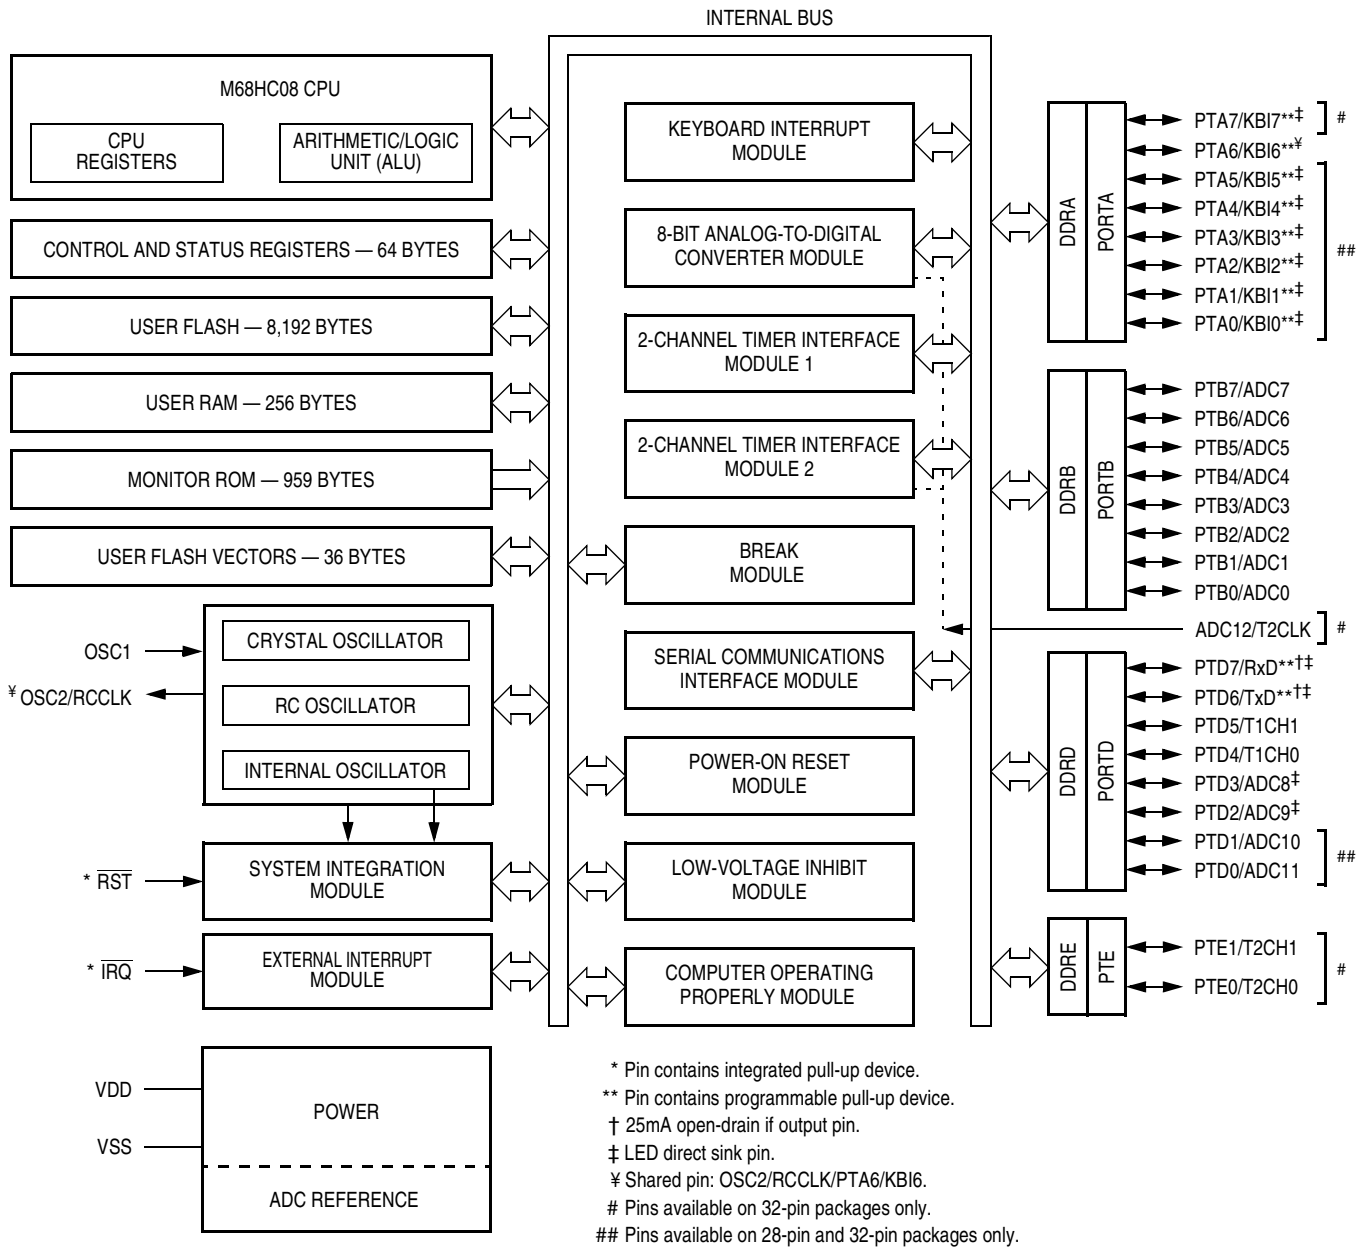 INTERNAL BUS
M68HC08 CPU
CPU
REGISTERS
ARITHMETIC/LOGIC
UNIT (ALU)
CONTROL AND STATUS REGISTERS — 64 BYTES
USER FLASH — 8,192 BYTES
USER RAM — 256 BYTES
MONITOR ROM — 959 BYTES
USER FLASH VECTORS — 36 BYTES
OSC1
¥ OSC2/RCCLK
CRYSTAL OSCILLATOR
RC OSCILLATOR
INTERNAL OSCILLATOR
* R̅S̅T̅
SYSTEM INTEGRATION
MODULE
* I̅R̅Q̅
EXTERNAL INTERRUPT
MODULE
VDD
VSS
POWER
ADC REFERENCE
KEYBOARD INTERRUPT
MODULE
8-BIT ANALOG-TO-DIGITAL
CONVERTER MODULE
2-CHANNEL TIMER INTERFACE
MODULE 1
2-CHANNEL TIMER INTERFACE
MODULE 2
BREAK
MODULE
SERIAL COMMUNICATIONS
INTERFACE MODULE
POWER-ON RESET
MODULE
LOW-VOLTAGE INHIBIT
MODULE
COMPUTER OPERATING
PROPERLY MODULE
DDRA
PORTA
PTA7/KBI7**‡
#
PTA6/KBI6**¥
PTA5/KBI5**‡
PTA4/KBI4**‡
PTA3/KBI3**‡
PTA2/KBI2**‡
PTA1/KBI1**‡
PTA0/KBI0**‡
##
DDRB
PORTB
PTB7/ADC7
PTB6/ADC6
PTB5/ADC5
PTB4/ADC4
PTB3/ADC3
PTB2/ADC2
PTB1/ADC1
PTB0/ADC0
ADC12/T2CLK
#
DDRD
PORTD
PTD7/RxD**†‡
PTD6/TxD**†‡
PTD5/T1CH1
PTD4/T1CH0
PTD3/ADC8‡
PTD2/ADC9‡
PTD1/ADC10
PTD0/ADC11
##
DDRE
PTE
PTE1/T2CH1
PTE0/T2CH0
#
* Pin contains integrated pull-up device.
** Pin contains programmable pull-up device.
† 25mA open-drain if output pin.
‡ LED direct sink pin.
¥ Shared pin: OSC2/RCCLK/PTA6/KBI6.
# Pins available on 32-pin packages only.
## Pins available on 28-pin and 32-pin packages only.